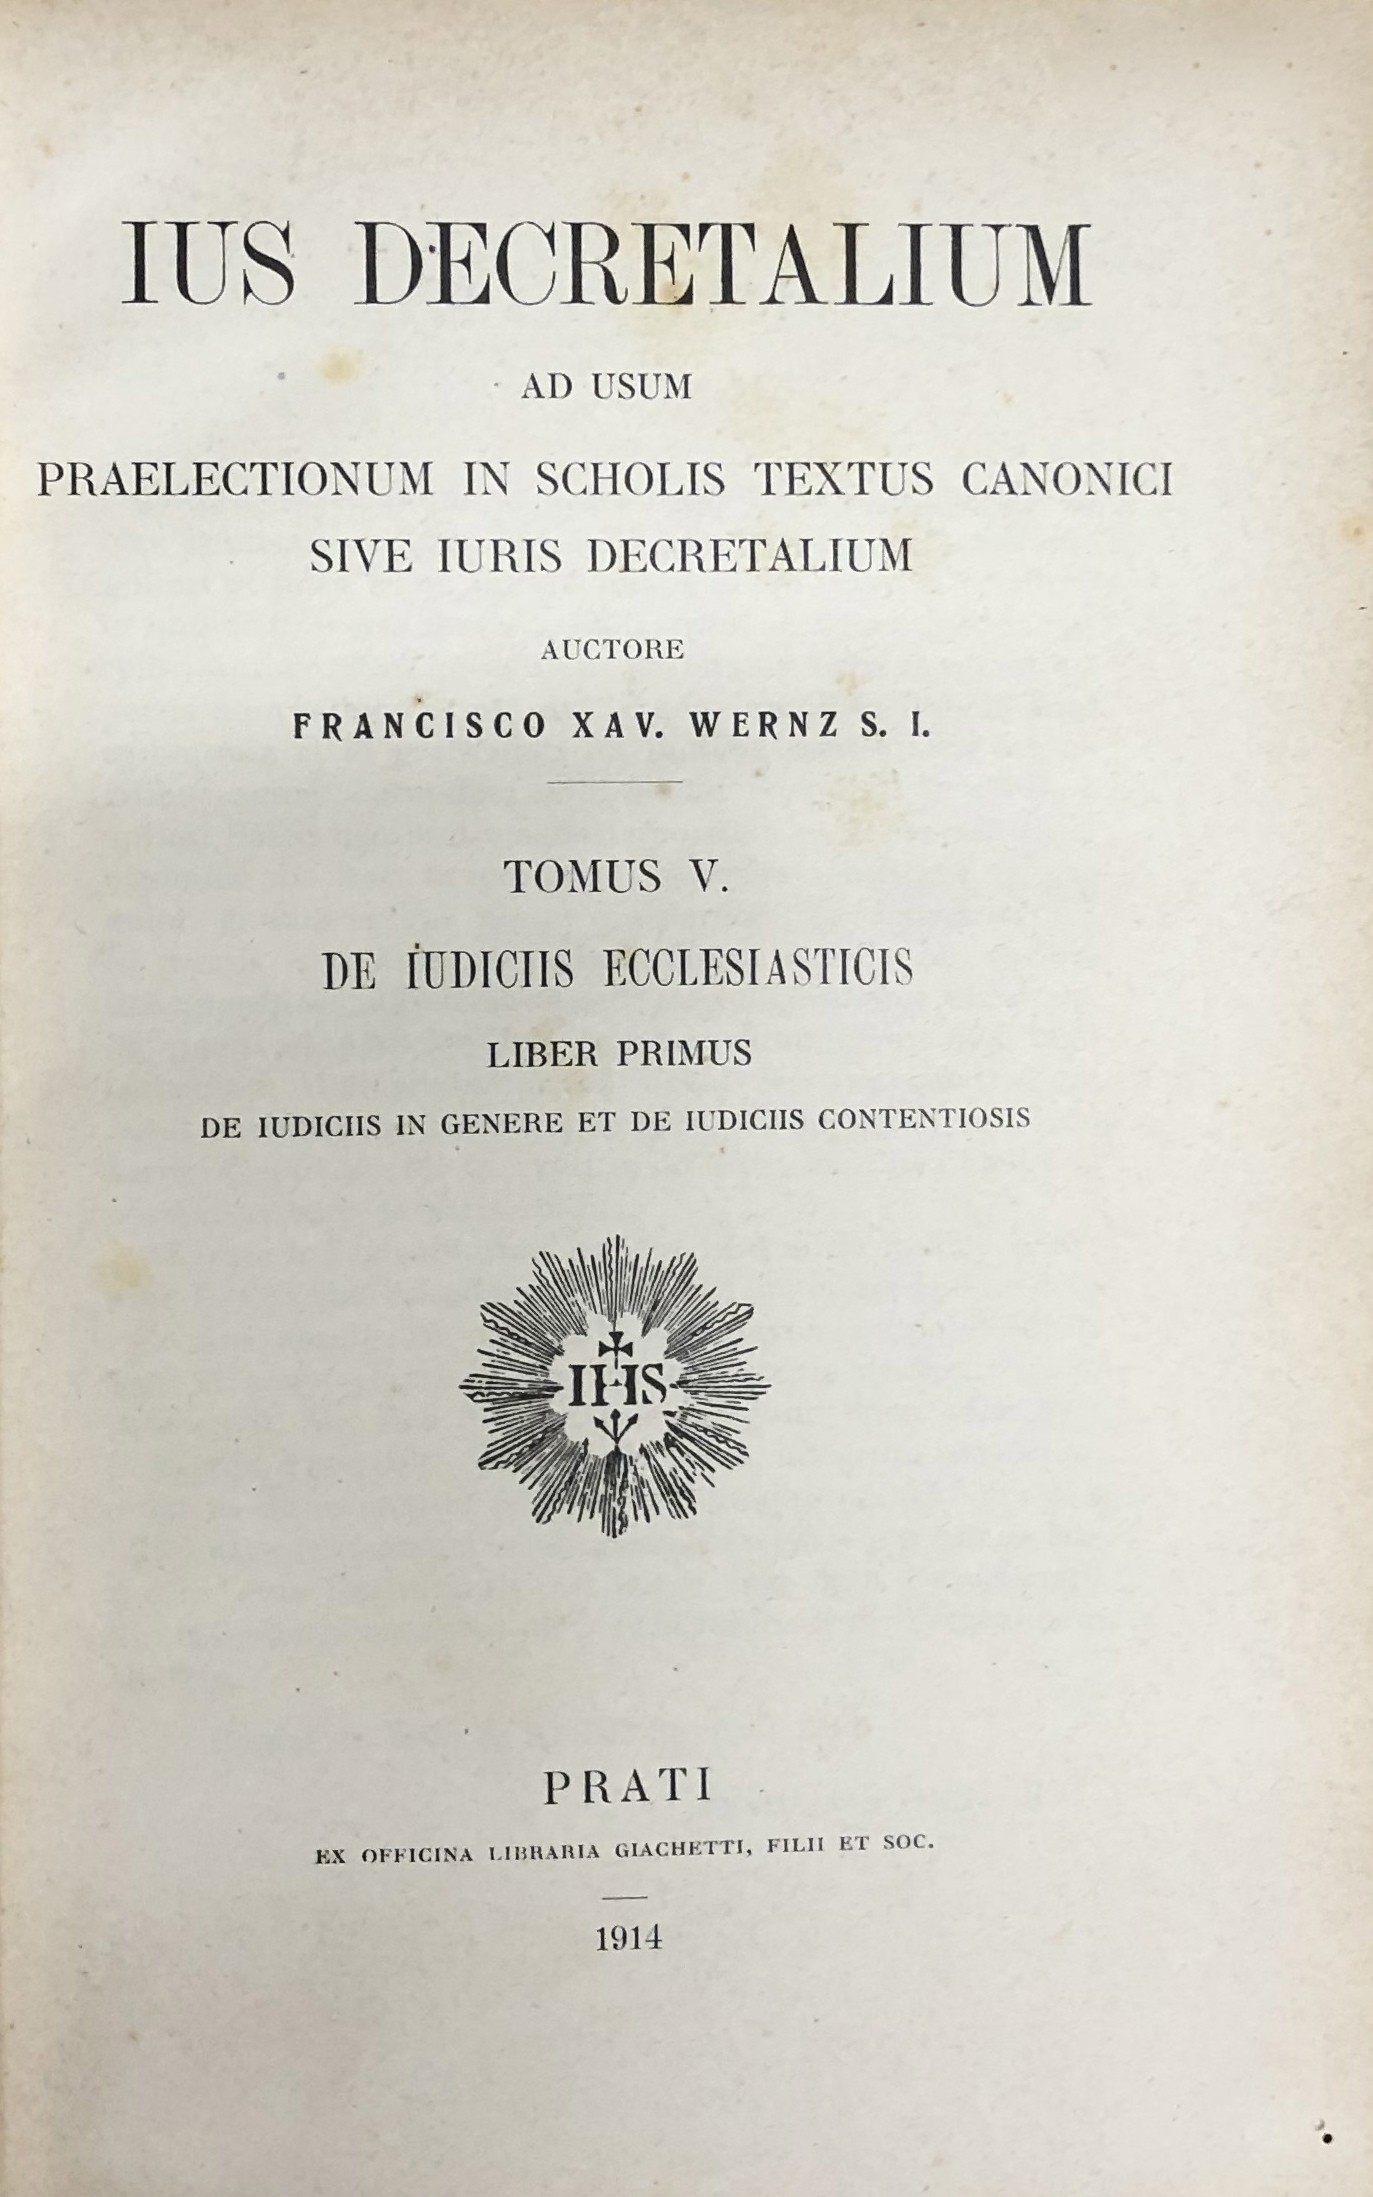 IUS DECRETALIUM
AD USUM
PRAELECTIONUM IN SCHOLIS TEXTUS CANONICI
SIVE IURIS DECRETALIUM
AUCTORE
FRANCISCO XAV. WERNZ S. I.
TOMUS V.
DE IUDICIIS ECCLESIASTICIS
LIBER PRIMUS
DE IUDICIIS IN GENERE ET DE IUDICIIS CONTENTIOSIS
IHS
PRATI
EX OFFICINA LIBRARIA GIACHETTI, FILII ET SOC.
1914